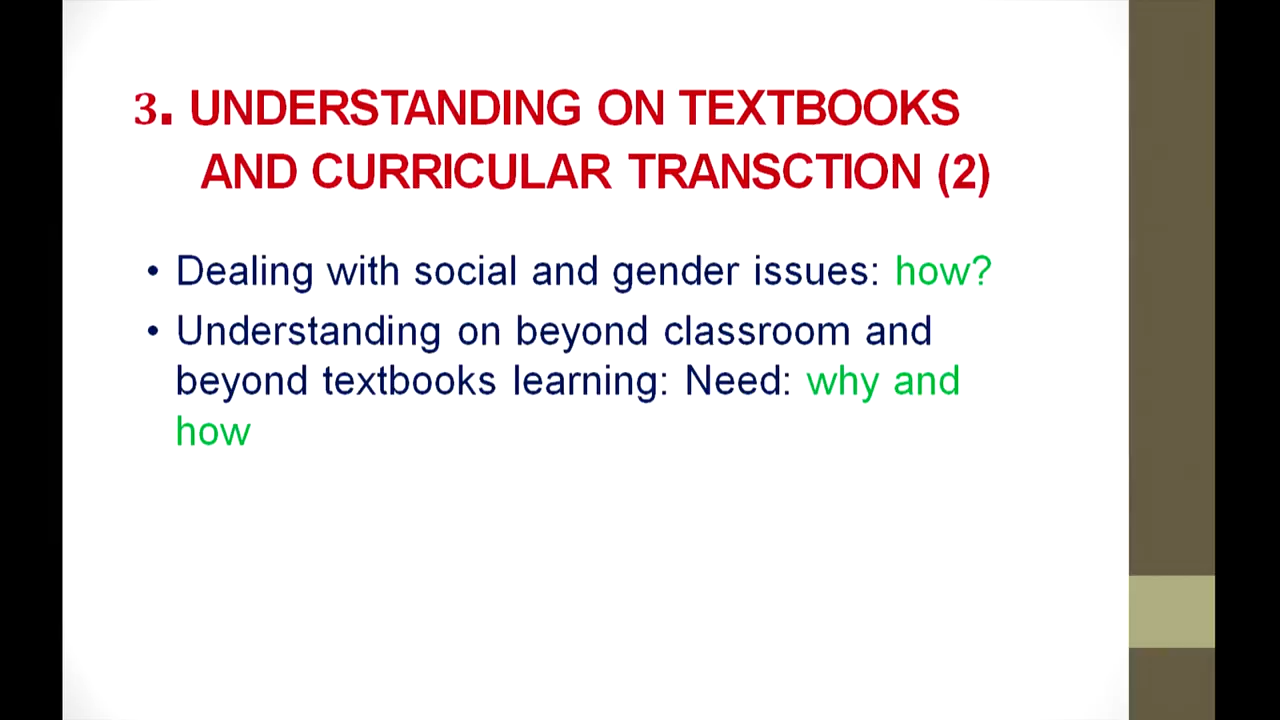 3. UNDERSTANDING ON TEXTBOOKS
AND CURRICULAR TRANSCTION (2)
• Dealing with social and gender issues: how?
• Understanding on beyond classroom and
beyond textbooks learning: Need: why and
how